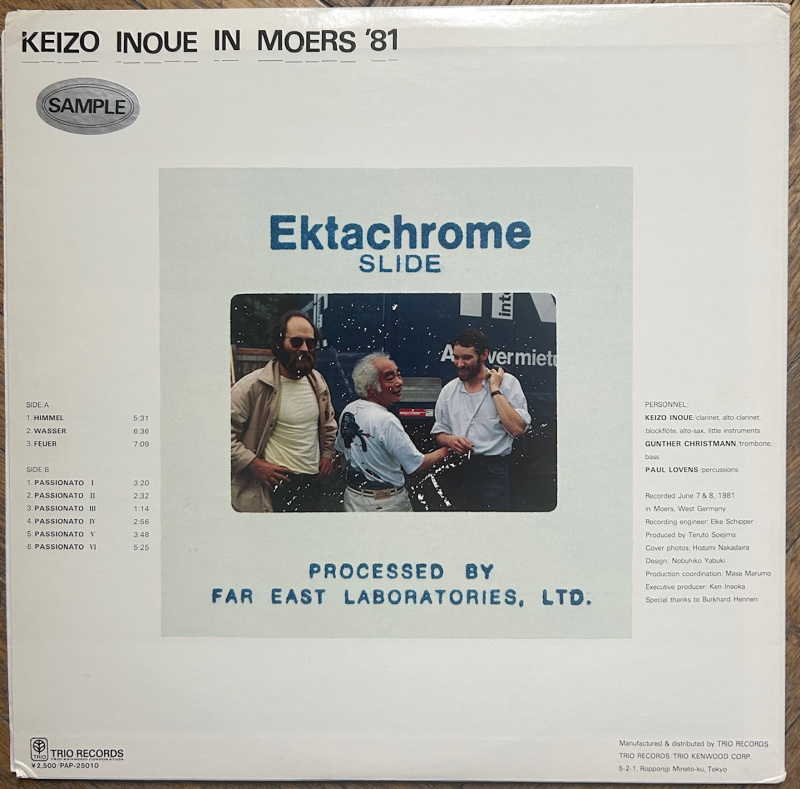 KEIZO INOUE IN MOERS '81
SAMPLE
Ektachrome
SLIDE
inte
A
vermietu
PROCESSED BY
FAR EAST LABORATORIES, LTD.
SIDE:A
1. HIMMEL 5:31
2. WASSER 6:36
3. FEUER 7:09
SIDE:B
1. PASSIONATO I 3:20
2. PASSIONATO II 2:32
3. PASSIONATO III 1:14
4. PASSIONATO IV 2:56
5. PASSIONATO V 3:48
6. PASSIONATO VI 5:25
PERSONNEL:
KEIZO INOUE/clarinet, alto-clarinet,
blockflöte, alto-sax, little instruments
GÜNTHER CHRISTMANN/trombone,
bass
PAUL LOVENS/percussions
Recorded June 7 & 8, 1981
in Moers, West Germany
Recording engineer: Elke Schipper
Produced by Teruto Soejima
Cover photos: Hozumi Nakadaira
Design: Nobuhiko Yabuki
Production coordination: Masa Marumo
Executive producer: Ken Inaoka
Special thanks to Burkhard Hennen
TRIO
TRIO RECORDS
TRIO-KENWOOD CORPORATION
¥2,500/PAP-25010
Manufactured & distributed by TRIO RECORDS
TRIO RECORDS/TRIO KENWOOD CORP.
5-2-1, Roppongi Minato-ku, Tokyo